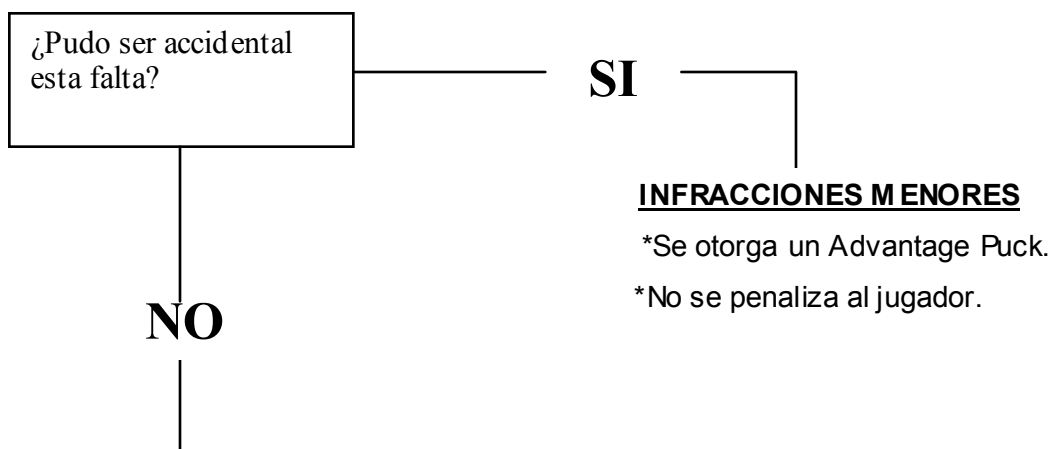 ¿Pudo ser accidental
esta falta?
SI
INFRACCIONES MENORES
*Se otorga un Advantage Puck.
*No se penaliza al jugador.
NO